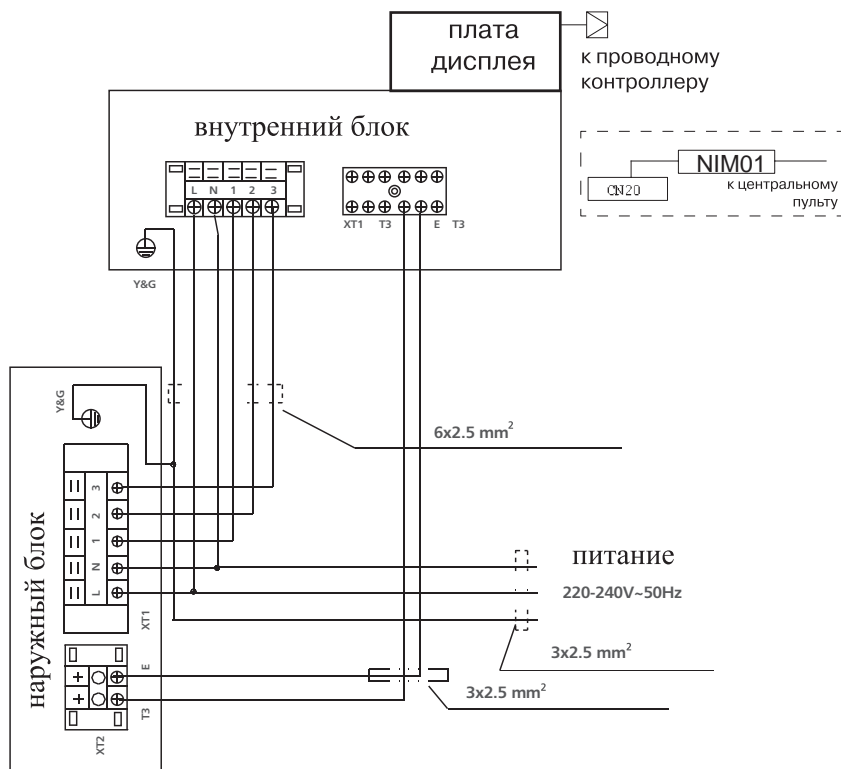 плата
дисплея
к проводному
контроллеру
внутренний блок
NIM01
CN20
к центральному
пульту
L N 1 2 3
XT1 T3 E T3
Y&G
Y&G
6x2.5 mm²
наружный блок
3
2
1
N
L
XT1
питание
220-240V~50Hz
3x2.5 mm²
3x2.5 mm²
E
T3
XT2